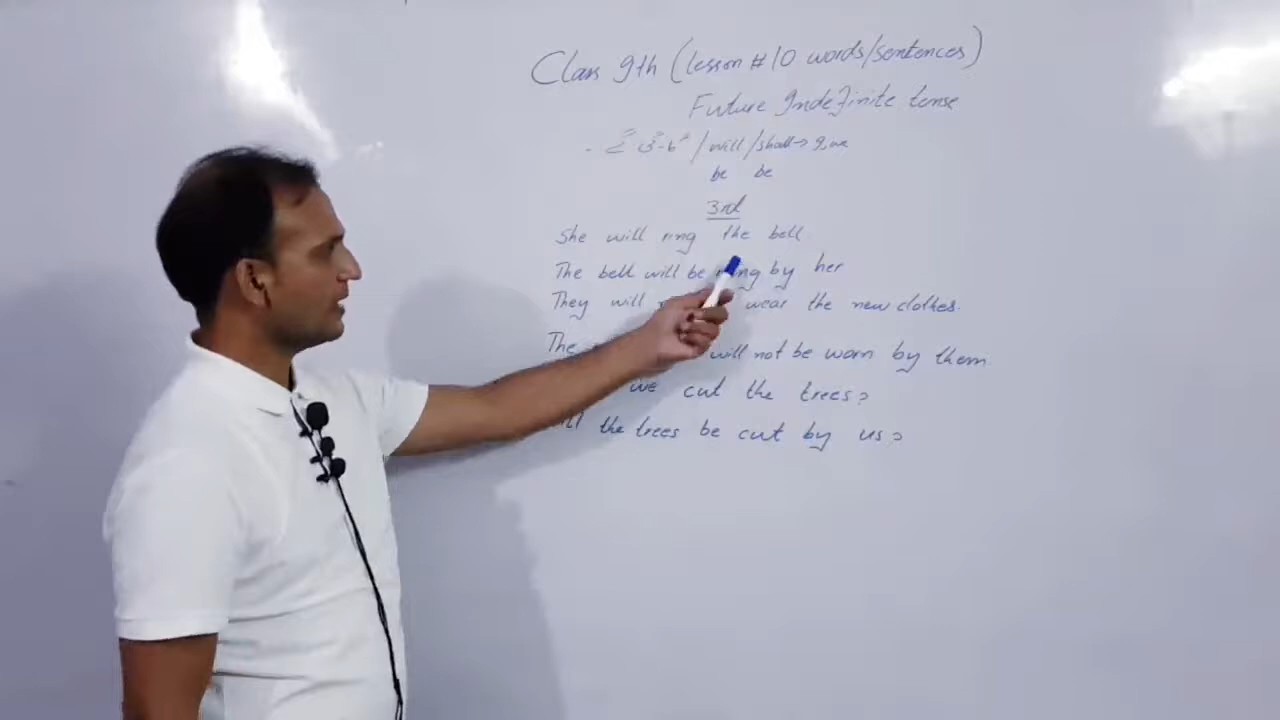 Class 9th (lesson #10 words/sentences)
Future Indefinite tense
/ will / shall → I, we
be be
3rd
She will ring the bell
The bell will be by her
They will wear the new clothes.
The will not be worn by them
we cut the trees?
the trees be cut by us?